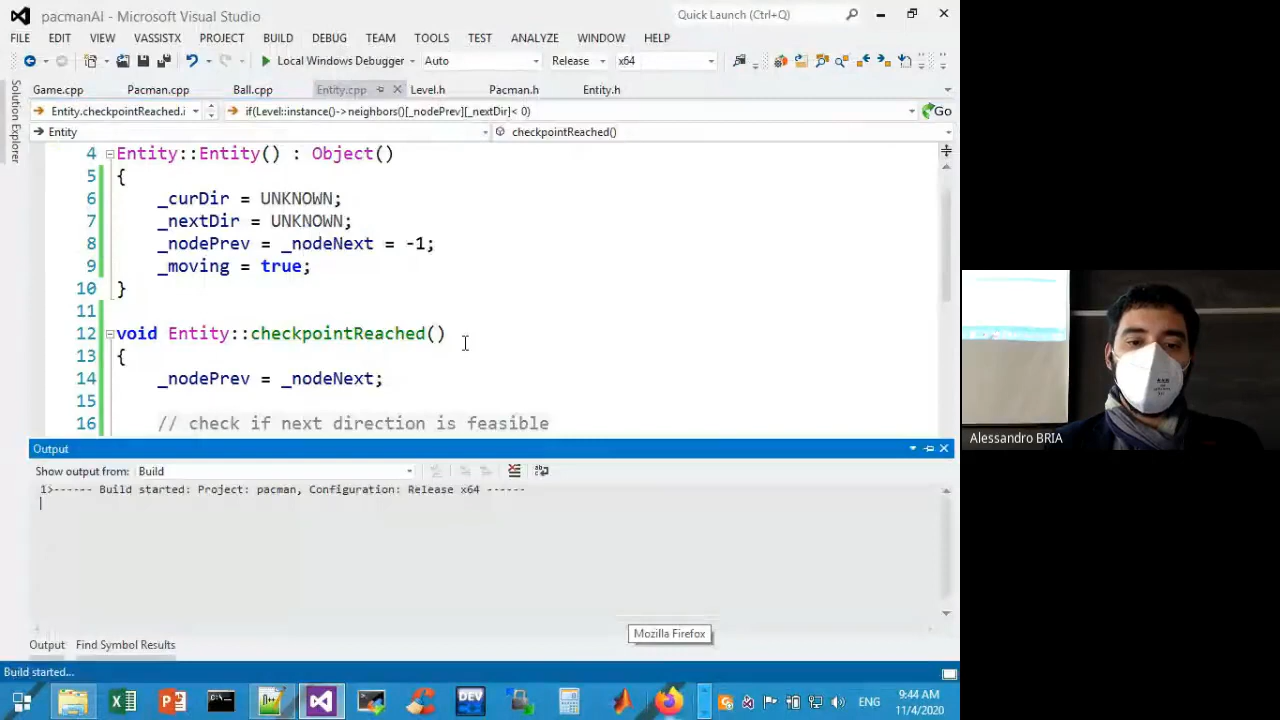 pacmanAI - Microsoft Visual Studio
Quick Launch (Ctrl+Q)
FILE EDIT VIEW VASSISTX PROJECT BUILD DEBUG TEAM TOOLS TEST ANALYZE WINDOW HELP
Local Windows Debugger Auto Release x64
Solution Explorer
Game.cpp Pacman.cpp Ball.cpp Entity.cpp Level.h Pacman.h Entity.h
Entity.checkpointReached.i if(Level::instance()->neighbors()[_nodePrev][_nextDir]< 0) Go
Entity checkpointReached()
4 Entity::Entity() : Object()
5 {
6 _curDir = UNKNOWN;
7 _nextDir = UNKNOWN;
8 _nodePrev = _nodeNext = -1;
9 _moving = true;
10 }
11
12 void Entity::checkpointReached()
13 {
14 _nodePrev = _nodeNext;
15
16 // check if next direction is feasible
Output
Show output from: Build
1>------ Build started: Project: pacman, Configuration: Release x64 ------
Mozilla Firefox
Output Find Symbol Results
Build started...
DEV
ENG
9:44 AM
11/4/2020
Alessandro BRIA